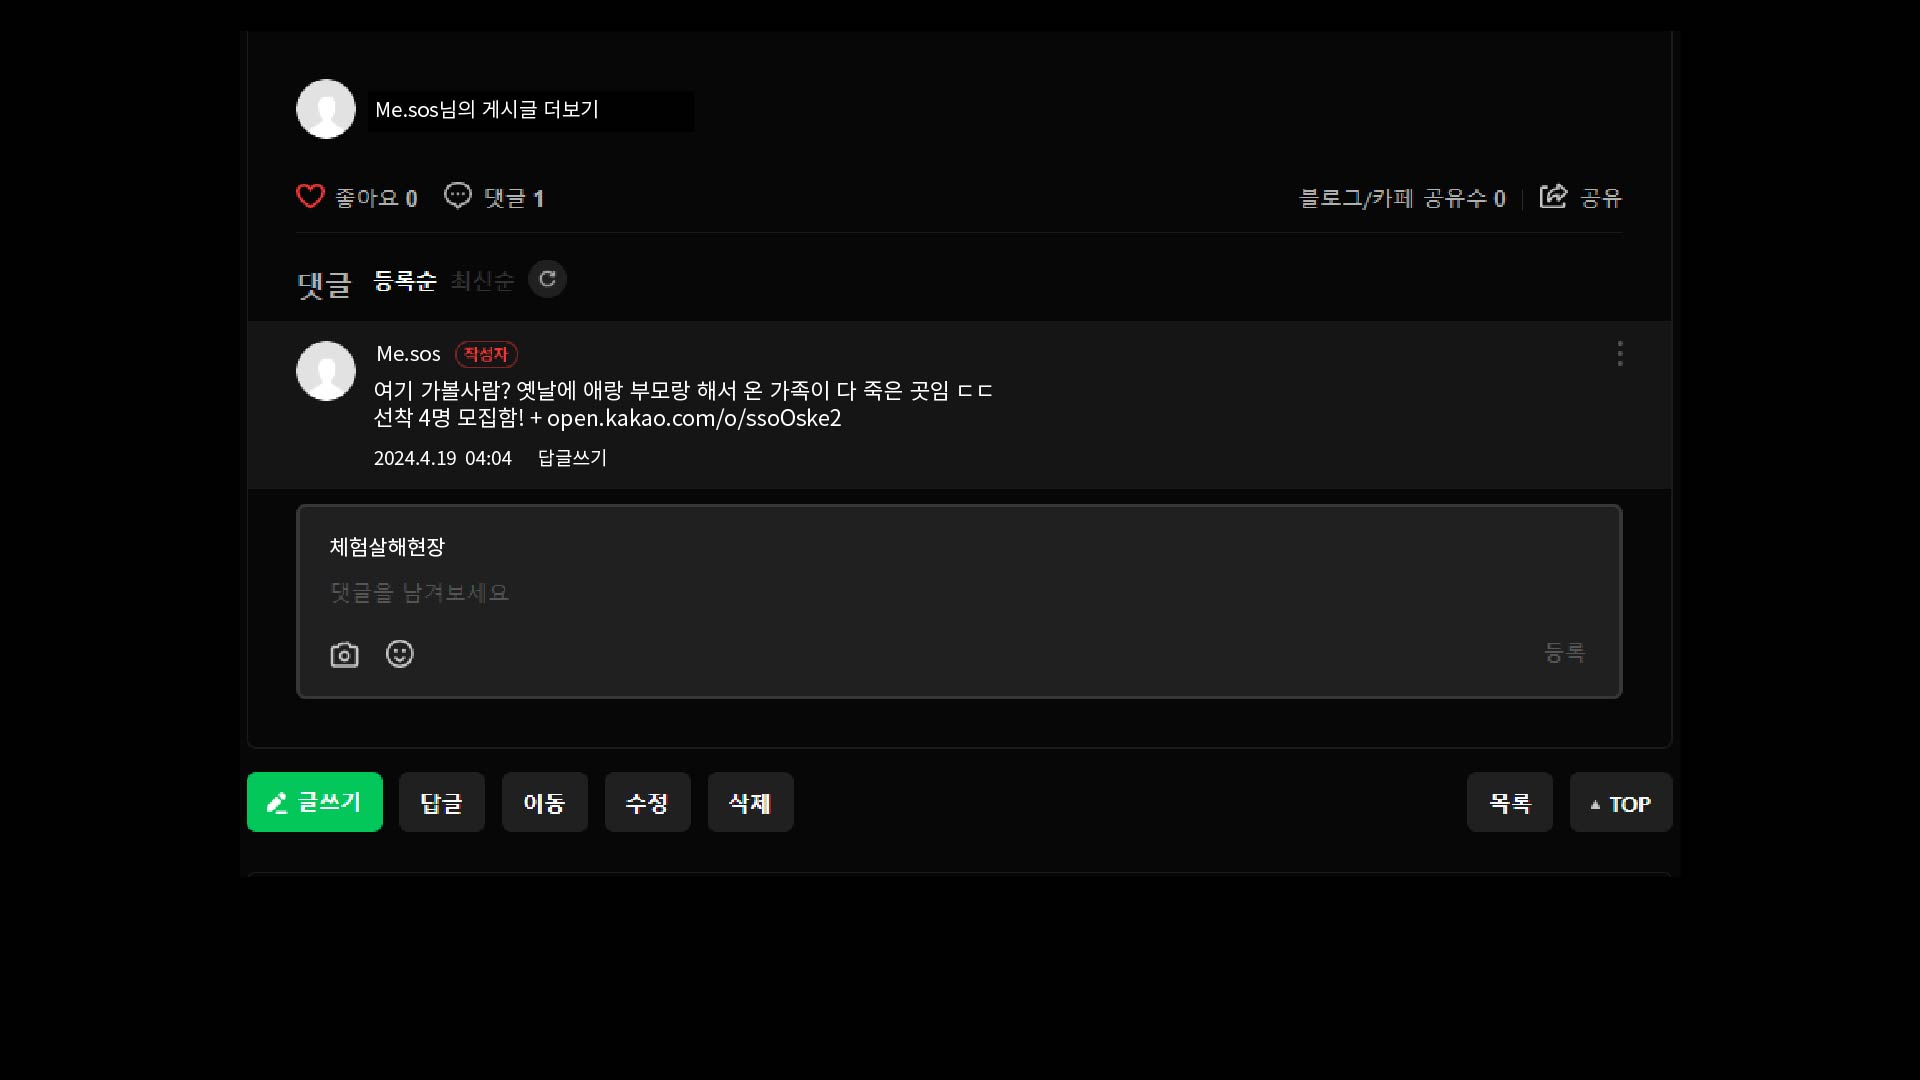 Me.sos님의 게시글 더보기
좋아요 0 댓글 1 블로그/카페 공유수 0 공유
댓글 등록순 최신순
Me.sos 작성자
여기 가볼사람? 옛날에 애랑 부모랑 해서 온 가족이 다 죽은 곳임 ㄷㄷ
선착 4명 모집함! + open.kakao.com/o/ssoOske2
2024.4.19 04:04 답글쓰기
체험살해현장
댓글을 남겨보세요
등록
글쓰기 답글 이동 수정 삭제 목록 TOP